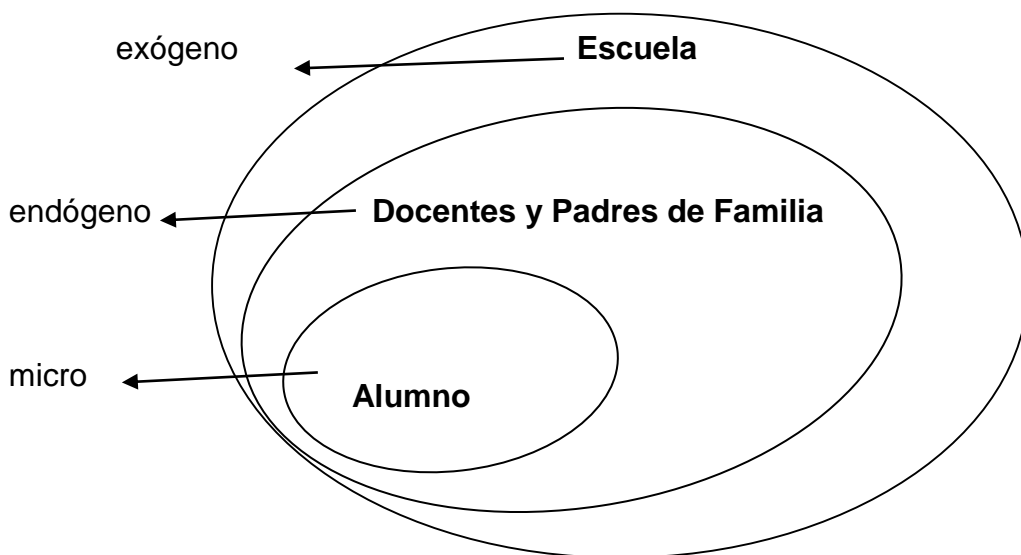 exógeno Escuela
endógeno Docentes y Padres de Familia
micro
Alumno